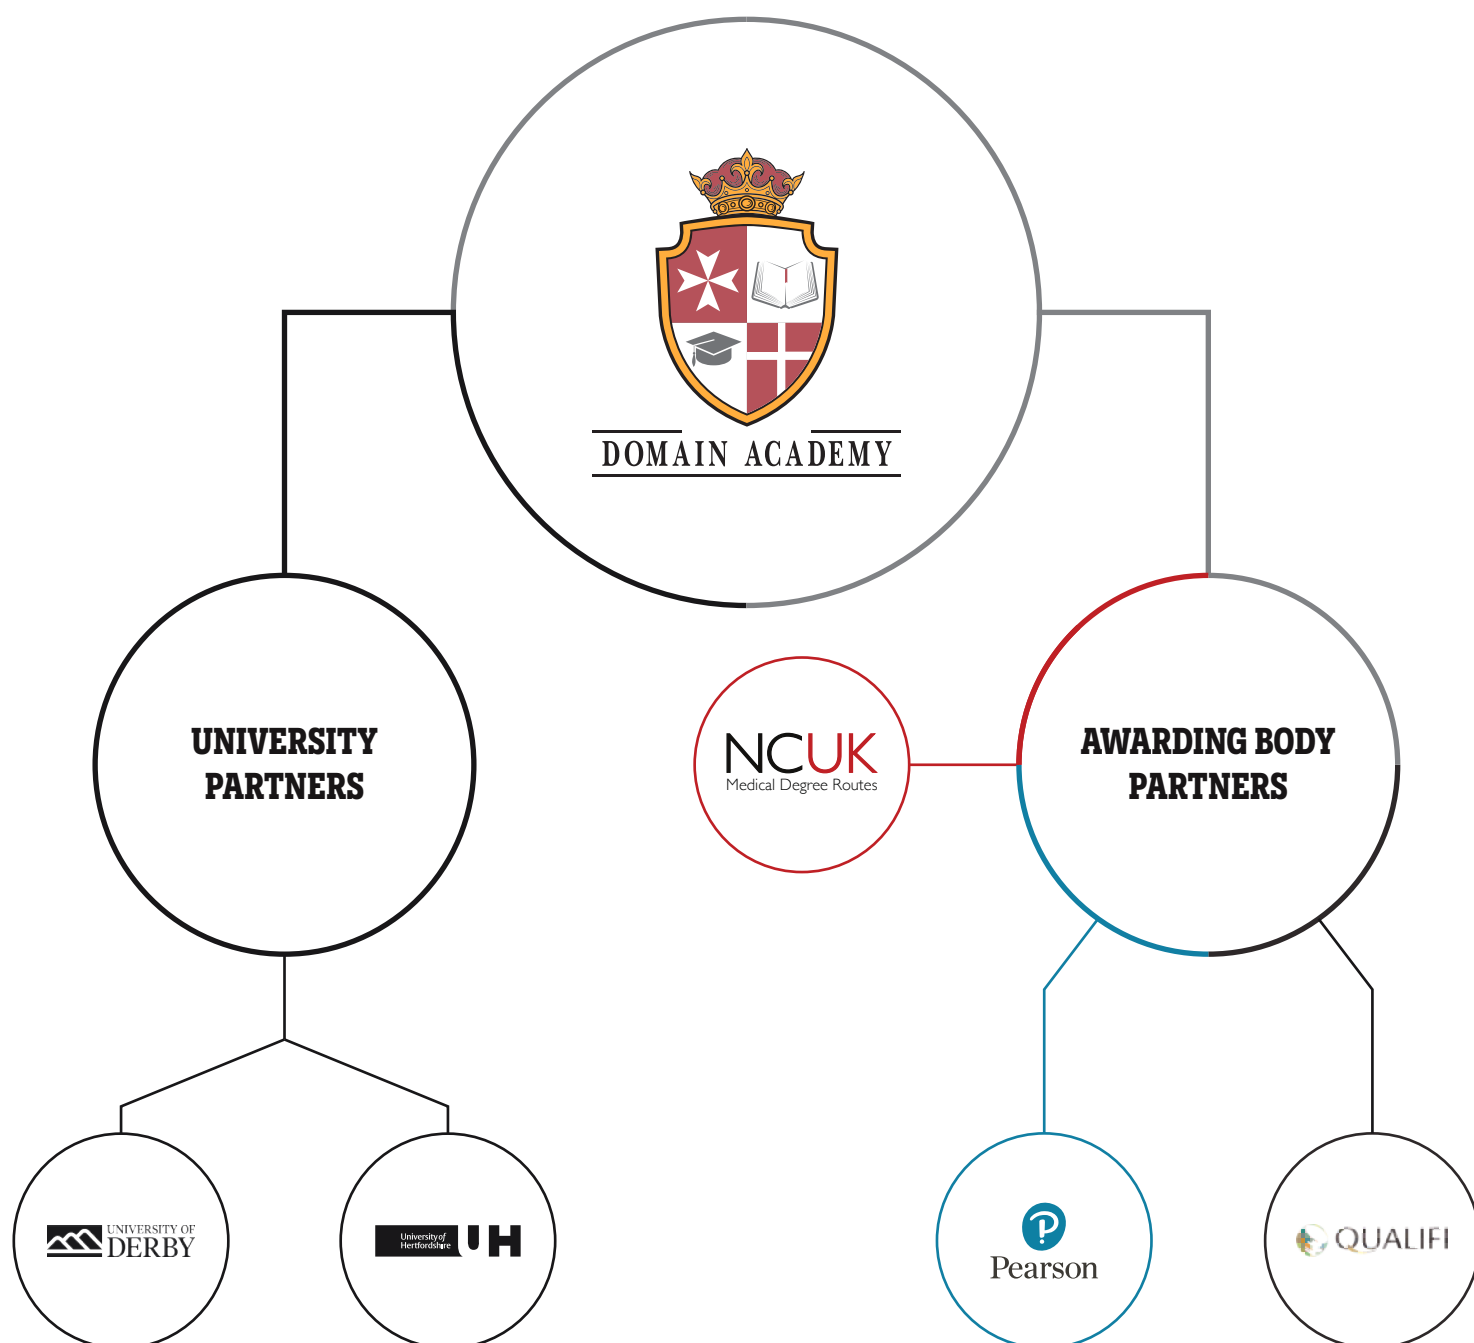 DOMAIN ACADEMY
UNIVERSITY
PARTNERS
NCUK
Medical Degree Routes
AWARDING BODY
PARTNERS
UNIVERSITY OF
DERBY
University of
Hertfordshire
UH
Pearson
QUALIFI